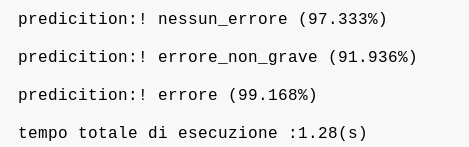 predicition:! nessun_errore (97.333%)
predicition:! errore_non_grave (91.936%)
predicition:! errore (99.168%)
tempo totale di esecuzione :1.28(s)